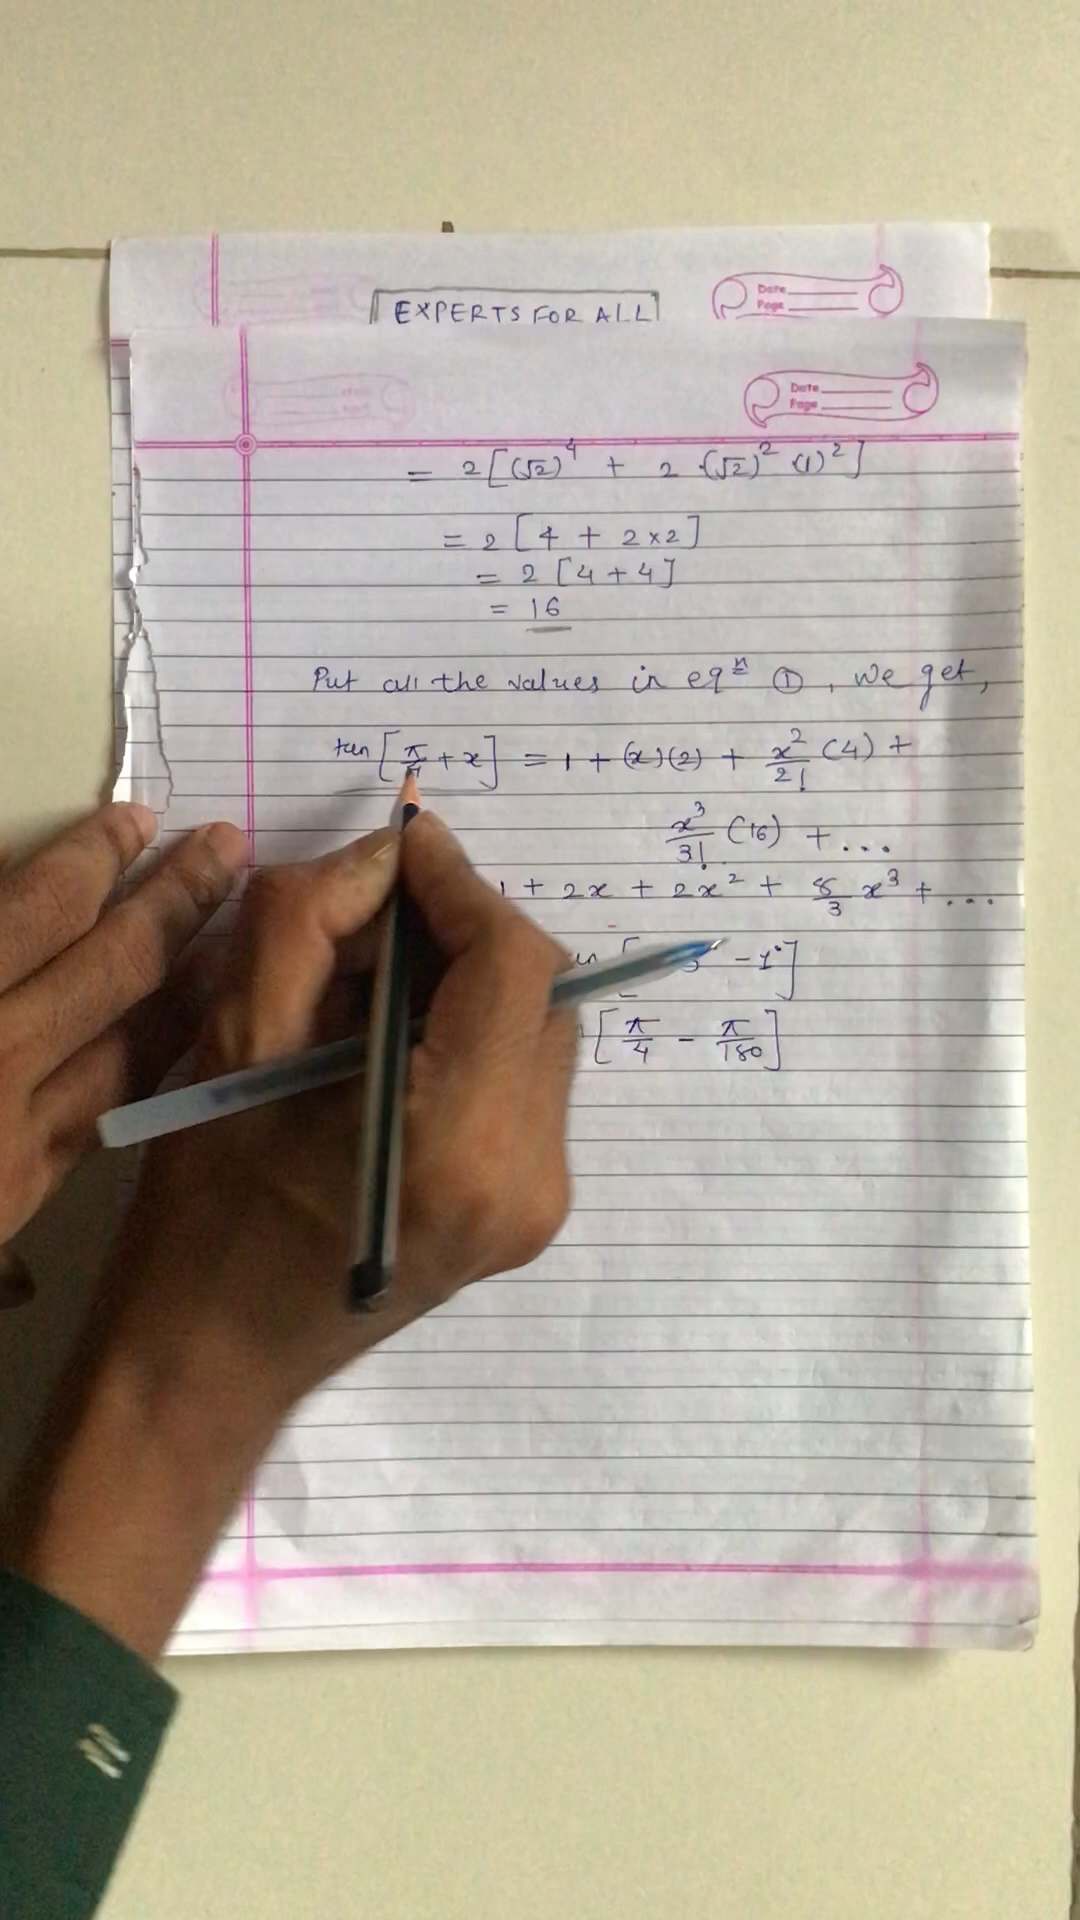 EXPERTS FOR ALL
Date
Page
Date
Page
= 2[(√2)⁴ + 2 ·(√2)² (1)²]
= 2 [4 + 2×2]
= 2 [4+4]
= 16
Put all the values in eqⁿ ①, we get,
tan[π/4 + x] = 1 + (x)(2) + x²/2! (4) +
x³/3! (16) + ...
1 + 2x + 2x² + 8/3 x³ + ...
- 1°]
[π/4 - π/180]